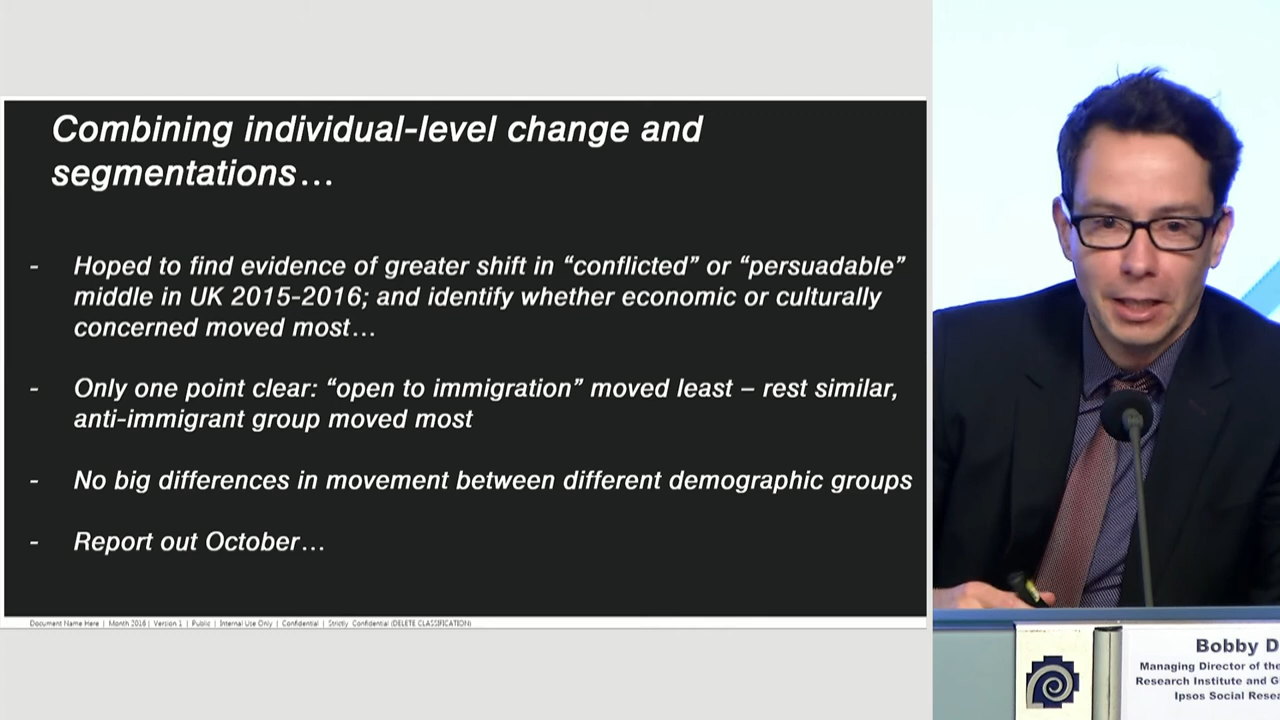 Combining individual-level change and
segmentations…
- Hoped to find evidence of greater shift in “conflicted” or “persuadable”
middle in UK 2015-2016; and identify whether economic or culturally
concerned moved most…
- Only one point clear: “open to immigration” moved least – rest similar,
anti-immigrant group moved most
- No big differences in movement between different demographic groups
- Report out October…
Document Name Here | Month 2016 | Version 1 | Public | Internal Use Only | Confidential | Strictly Confidential (DELETE CLASSIFICATION)
Bobby D
Managing Director of the
Research Institute and G
Ipsos Social Resea